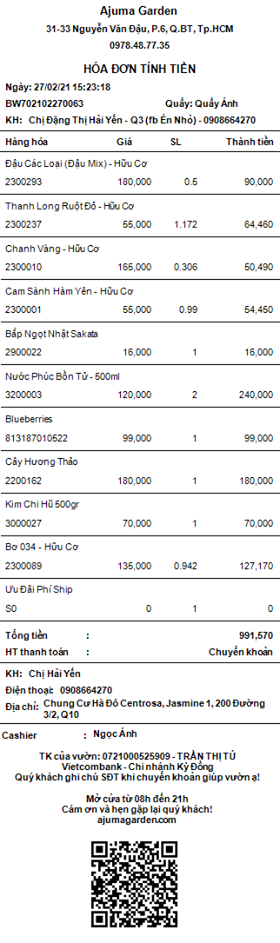 Ajuma Garden
31-33 Nguyễn Văn Đậu, P.6, Q.BT, Tp.HCM
0978.48.77.35
HÓA ĐƠN TÍNH TIỀN
Ngày: 27/02/21 15:23:18
BW702102270063 Quầy: Quầy Ánh
KH: Chị Đặng Thị Hải Yến - Q3 (fb Én Nhỏ) - 0908664270
Hàng hóa Giá SL Thành tiền
Đậu Các Loại (Đậu Mix) - Hữu Cơ
2300293 180,000 0.5 90,000
Thanh Long Ruột Đỏ - Hữu Cơ
2300237 55,000 1.172 64,460
Chanh Vàng - Hữu Cơ
2300010 165,000 0.306 50,490
Cam Sành Hàm Yên - Hữu Cơ
2300001 55,000 0.99 54,450
Bắp Ngọt Nhật Sakata
2900022 16,000 1 16,000
Nước Phúc Bồn Tử - 500ml
3200003 120,000 2 240,000
Blueberries
813187010522 99,000 1 99,000
Cây Hương Thảo
2200162 180,000 1 180,000
Kim Chi Hũ 500gr
3000027 70,000 1 70,000
Bơ 034 - Hữu Cơ
2300089 135,000 0.942 127,170
Ưu Đãi Phí Ship
S0 0 1 0
Tổng tiền : 991,570
HT thanh toán : Chuyển khoản
KH: Chị Hải Yến
Điện thoại: 0908664270
Địa chỉ: Chung Cư Hà Đô Centrosa, Jasmine 1, 200 Đường
3/2, Q10
Cashier : Ngọc Ánh
TK của vườn: 0721000525909 - TRẦN THỊ TÚ
Vietcombank - Chi nhánh Kỳ Đồng
Quý khách ghi chú SĐT khi chuyển khoản giúp vườn ạ!
Mở cửa từ 08h đến 21h
Cám ơn và hẹn gặp lại quý khách!
ajumagarden.com